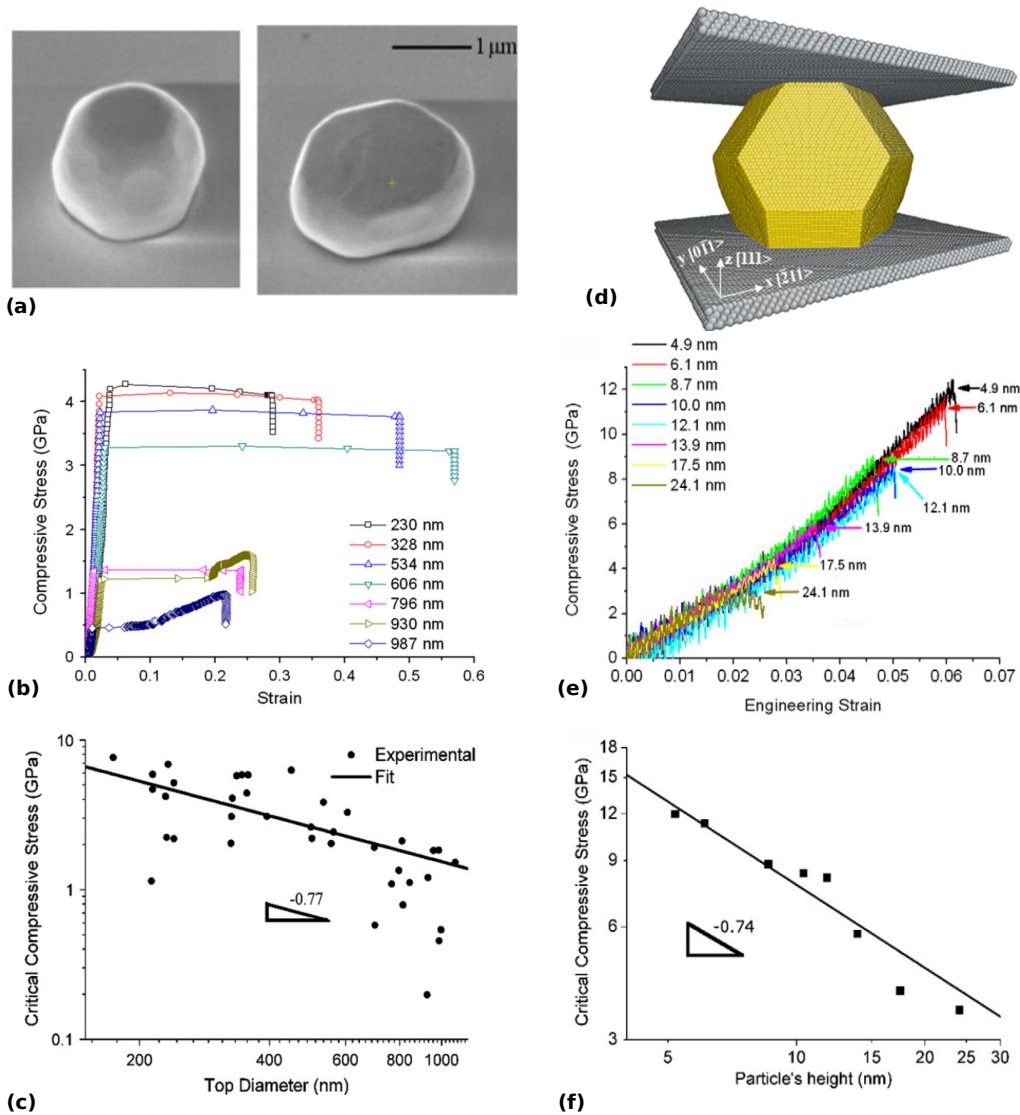 1 μm
(a)
y [01̄1]
z [111]
x [2̄11]
(d)
Compressive Stress (GPa)
4
3
2
1
0
0.0
0.1
0.2
0.3
0.4
0.5
0.6
Strain
230 nm
328 nm
534 nm
606 nm
796 nm
930 nm
987 nm
(b)
4.9 nm
6.1 nm
8.7 nm
10.0 nm
12.1 nm
13.9 nm
17.5 nm
24.1 nm
Compressive Stress (GPa)
12
10
8
6
4
2
0
4.9 nm
6.1 nm
8.7 nm
10.0 nm
12.1 nm
13.9 nm
17.5 nm
24.1 nm
0.00
0.01
0.02
0.03
0.04
0.05
0.06
0.07
Engineering Strain
(e)
Critical Compressive Stress (GPa)
10
1
0.1
Experimental
Fit
-0.77
200
400
600
800
1000
Top Diameter (nm)
(c)
Critical Compressive Stress (GPa)
18
15
12
9
6
3
-0.74
5
10
15
20
25
30
Particle's height (nm)
(f)